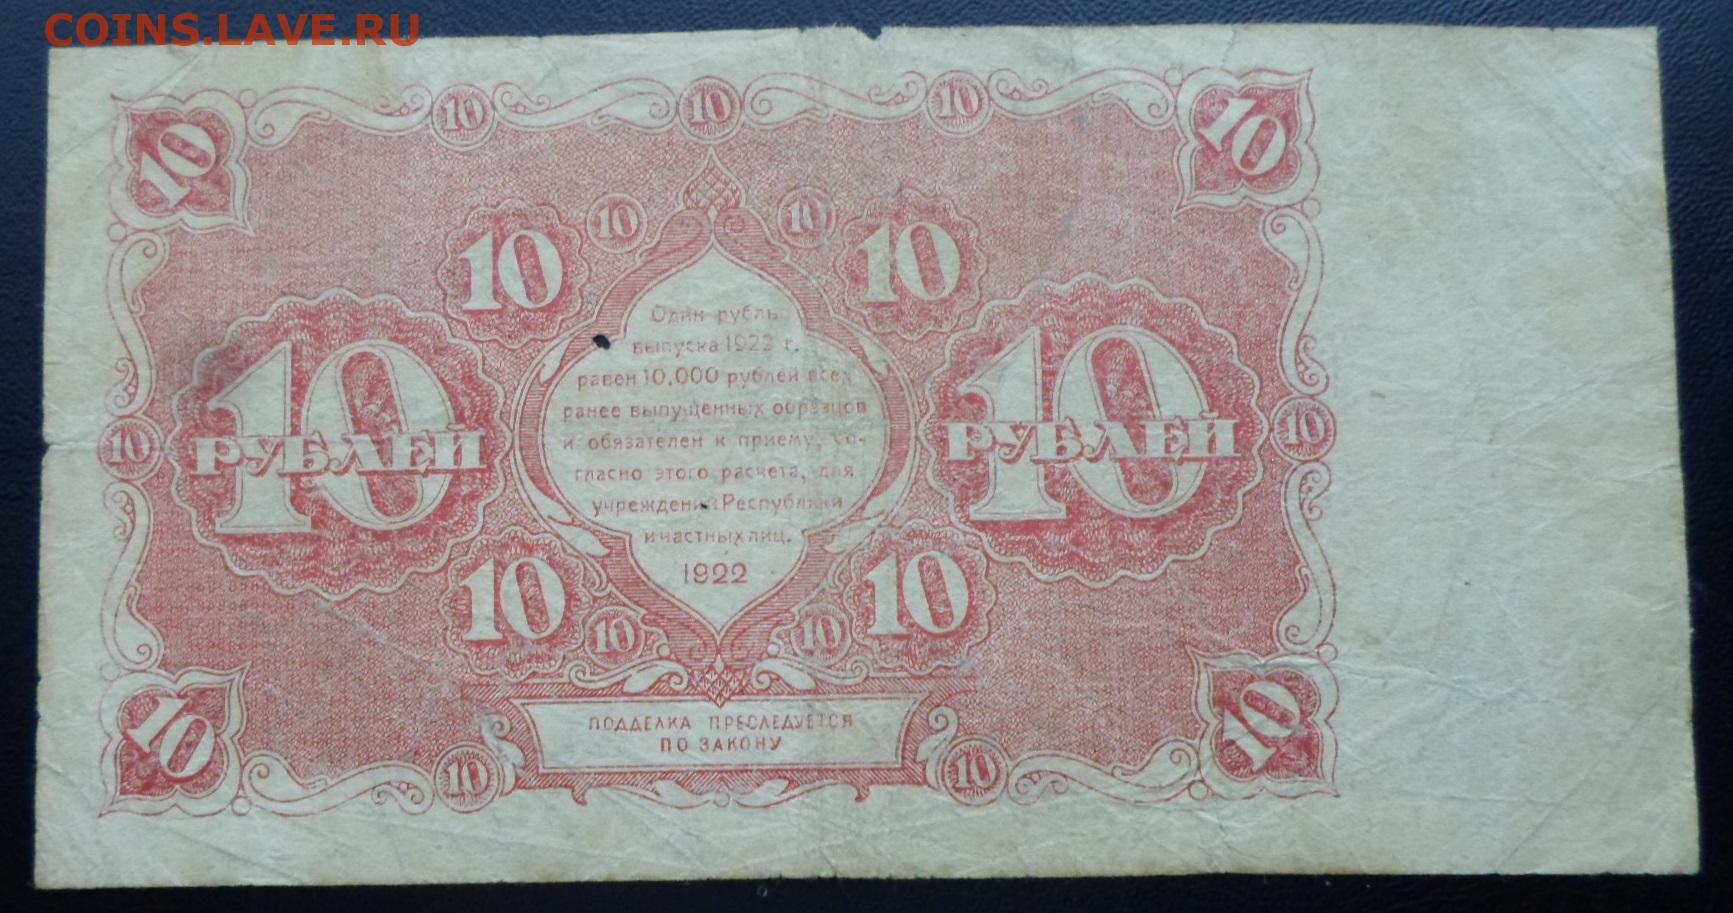 COINS.LAVE.RU
10 10 10 10 10
10 10 10 10
Один рубль
выпуска 1922 г.
равен 10.000 рублей всех
ранее выпущенных образцов
и обязателен к приему, со-
гласно этого расчета, для
учреждений Республики
и частных лиц.
1922
10 10 РУБЛЕЙ 10 РУБЛЕЙ 10
10 10 10 10
ПОДДЕЛКА ПРЕСЛЕДУЕТСЯ
ПО ЗАКОНУ
10 10 10 10